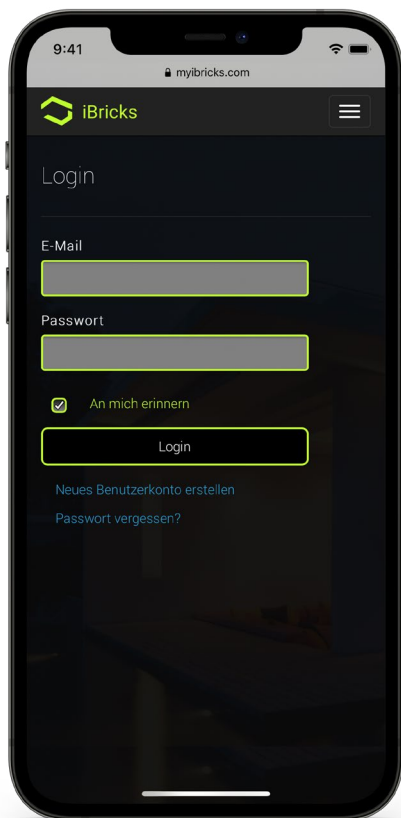 9:41
myibricks.com
iBricks
Login
E-Mail
Passwort
An mich erinnern
Login
Neues Benutzerkonto erstellen
Passwort vergessen?